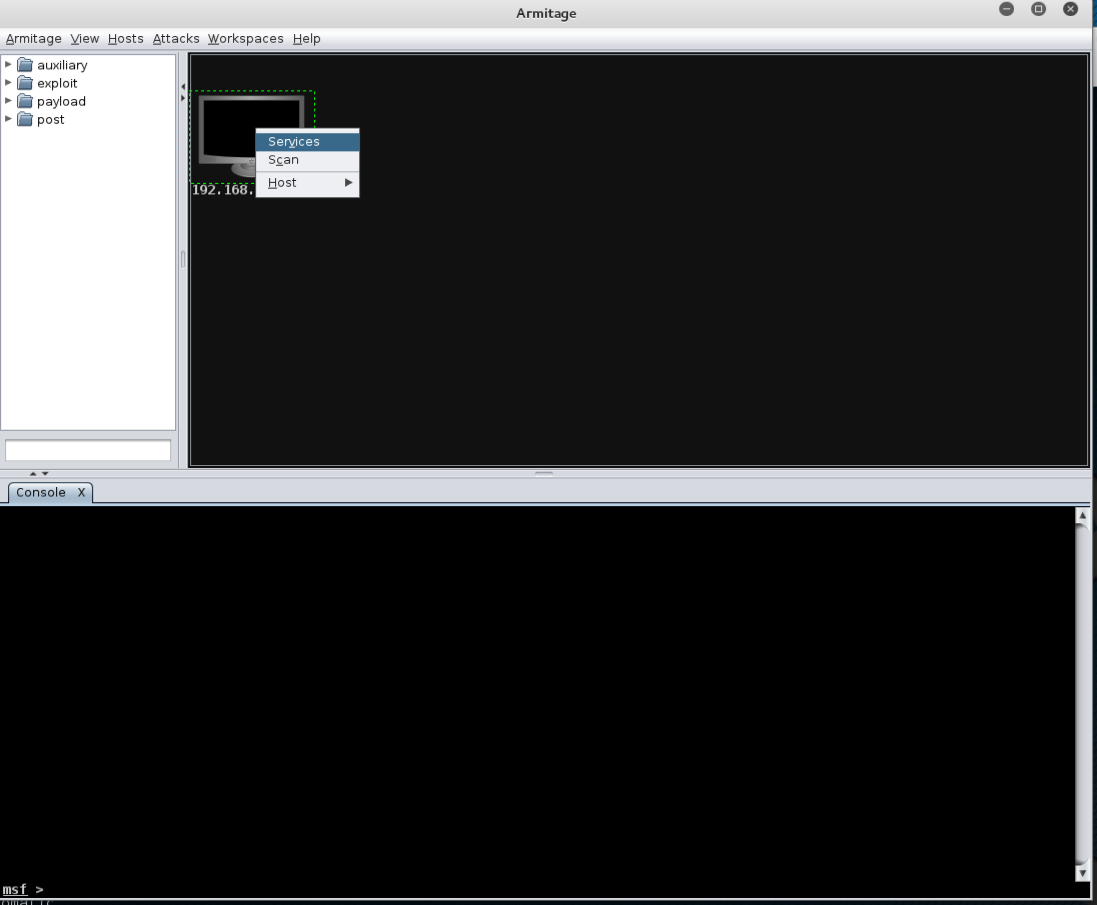 Armitage
Armitage View Hosts Attacks Workspaces Help
auxiliary
exploit
payload
post
Services
Scan
Host
192.168.
Console X
msf >